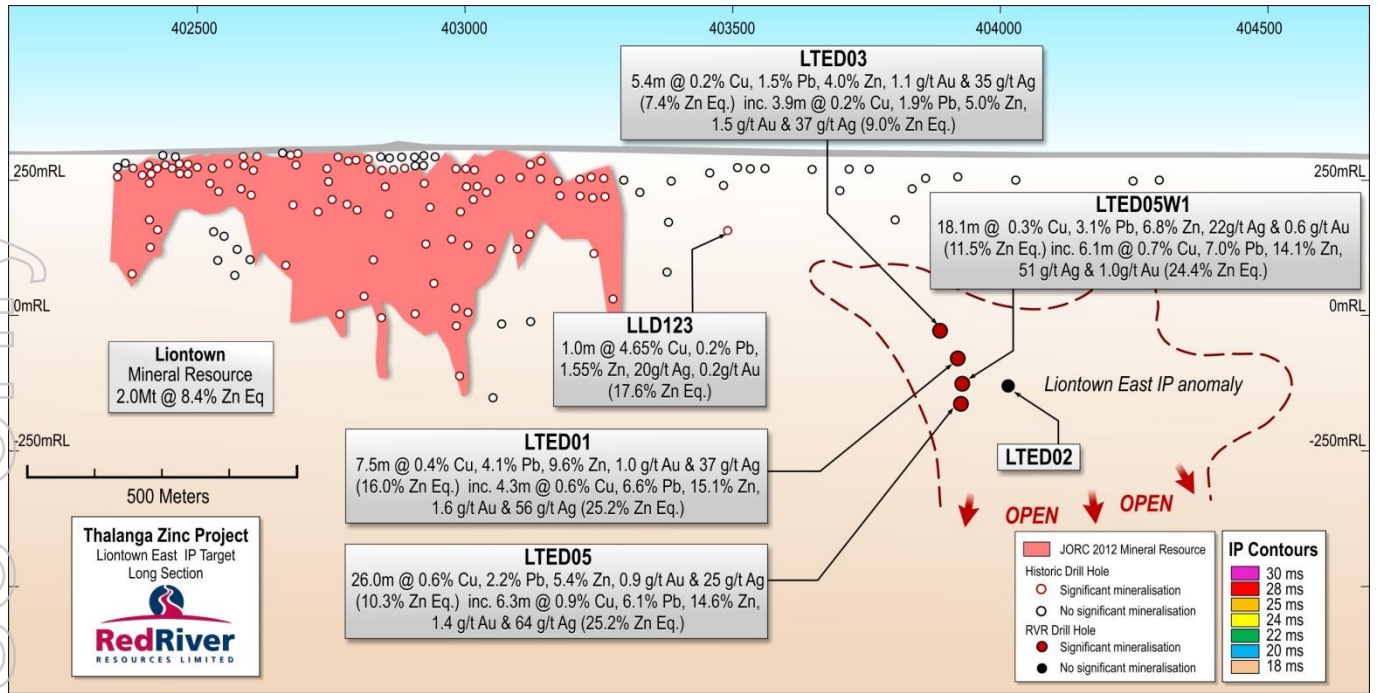 402500 403000 403500 404000 404500
LTED03
5.4m @ 0.2% Cu, 1.5% Pb, 4.0% Zn, 1.1 g/t Au & 35 g/t Ag
(7.4% Zn Eq.) inc. 3.9m @ 0.2% Cu, 1.9% Pb, 5.0% Zn,
1.5 g/t Au & 37 g/t Ag (9.0% Zn Eq.)
250mRL 250mRL
LTED05W1
18.1m @ 0.3% Cu, 3.1% Pb, 6.8% Zn, 22g/t Ag & 0.6 g/t Au
(11.5% Zn Eq.) inc. 6.1m @ 0.7% Cu, 7.0% Pb, 14.1% Zn,
51 g/t Ag & 1.0g/t Au (24.4% Zn Eq.)
0mRL 0mRL
Liontown
Mineral Resource
2.0Mt @ 8.4% Zn Eq
LLD123
1.0m @ 4.65% Cu, 0.2% Pb,
1.55% Zn, 20g/t Ag, 0.2g/t Au
(17.6% Zn Eq.)
Liontown East IP anomaly
-250mRL -250mRL
LTED01
7.5m @ 0.4% Cu, 4.1% Pb, 9.6% Zn, 1.0 g/t Au & 37 g/t Ag
(16.0% Zn Eq.) inc. 4.3m @ 0.6% Cu, 6.6% Pb, 15.1% Zn,
1.6 g/t Au & 56 g/t Ag (25.2% Zn Eq.)
LTED02
500 Meters
OPEN OPEN
LTED05
26.0m @ 0.6% Cu, 2.2% Pb, 5.4% Zn, 0.9 g/t Au & 25 g/t Ag
(10.3% Zn Eq.) inc. 6.3m @ 0.9% Cu, 6.1% Pb, 14.6% Zn,
1.4 g/t Au & 64 g/t Ag (25.2% Zn Eq.)
Thalanga Zinc Project
Liontown East IP Target
Long Section
RedRiver
RESOURCES LIMITED
JORC 2012 Mineral Resource
Historic Drill Hole
Significant mineralisation
No significant mineralisation
RVR Drill Hole
Significant mineralisation
No significant mineralisation
IP Contours
30 ms
28 ms
25 ms
24 ms
22 ms
20 ms
18 ms